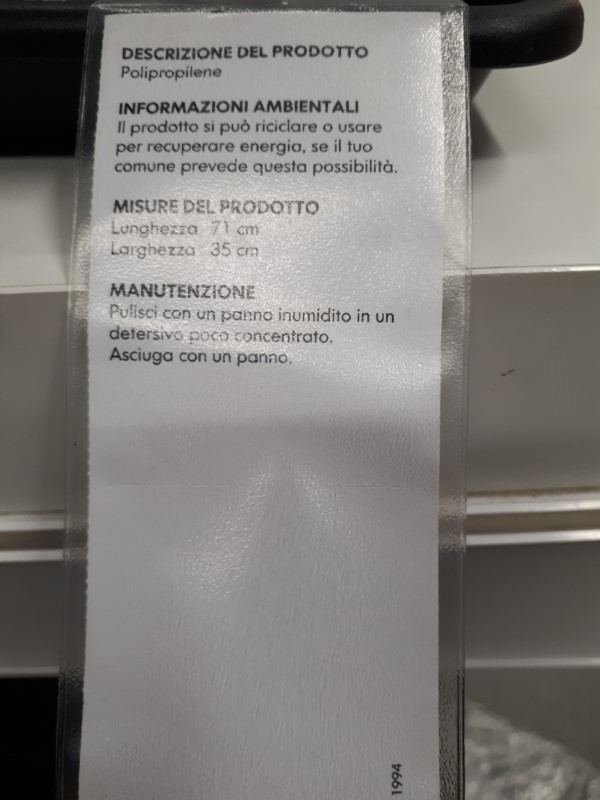 DESCRIZIONE DEL PRODOTTO
Polipropilene
INFORMAZIONI AMBIENTALI
Il prodotto si può riciclare o usare
per recuperare energia, se il tuo
comune prevede questa possibilità.
MISURE DEL PRODOTTO
Lunghezza 71 cm
Larghezza 35 cm
MANUTENZIONE
Pulisci con un panno inumidito in un
detersivo poco concentrato.
Asciuga con un panno.
1994